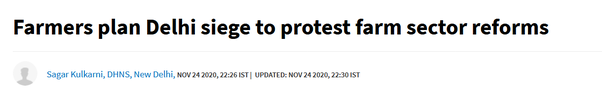 Farmers plan Delhi siege to protest farm sector reforms
Sagar Kulkarni, DHNS, New Delhi, NOV 24 2020, 22:26 IST | UPDATED: NOV 24 2020, 22:30 IST